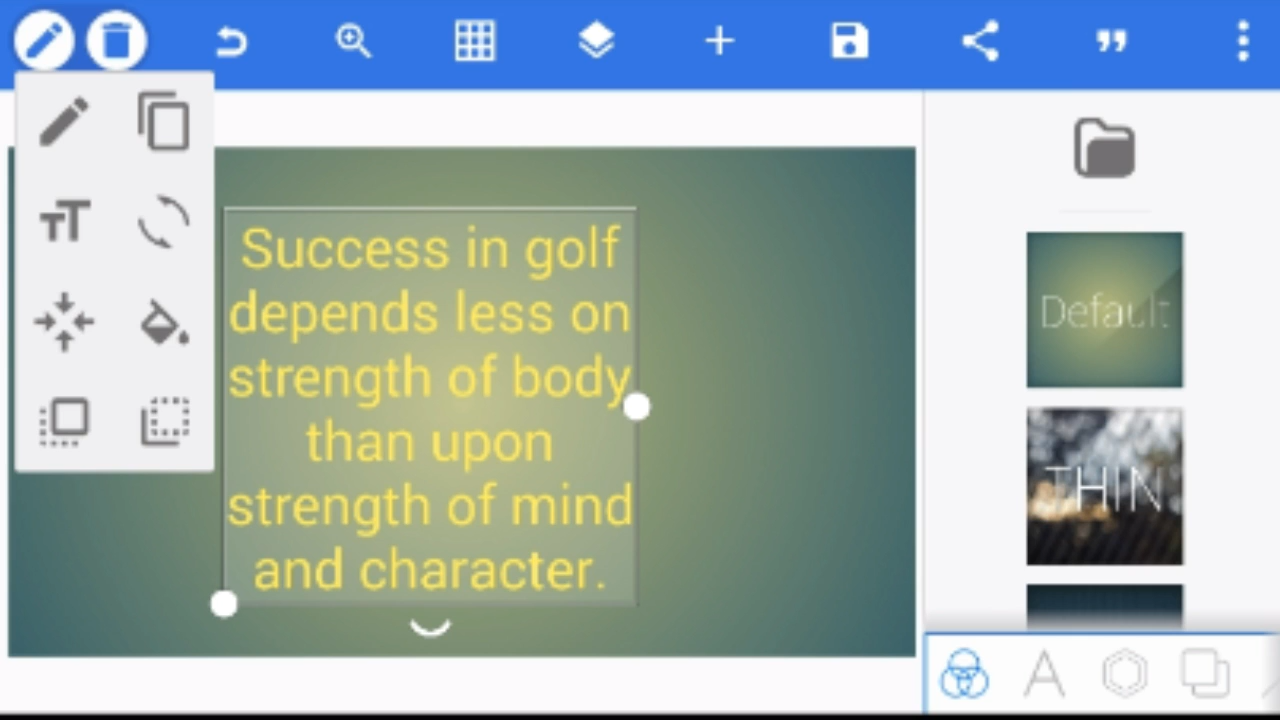 Success in golf
depends less on
strength of body
than upon
strength of mind
and character.
Default
THIN